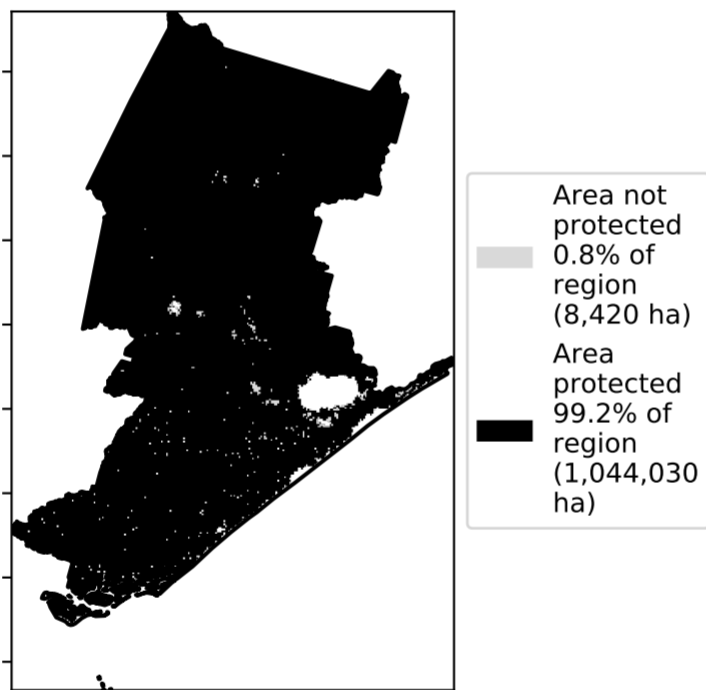 Area not
protected
0.8% of
region
(8,420 ha)
Area
protected
99.2% of
region
(1,044,030
ha)